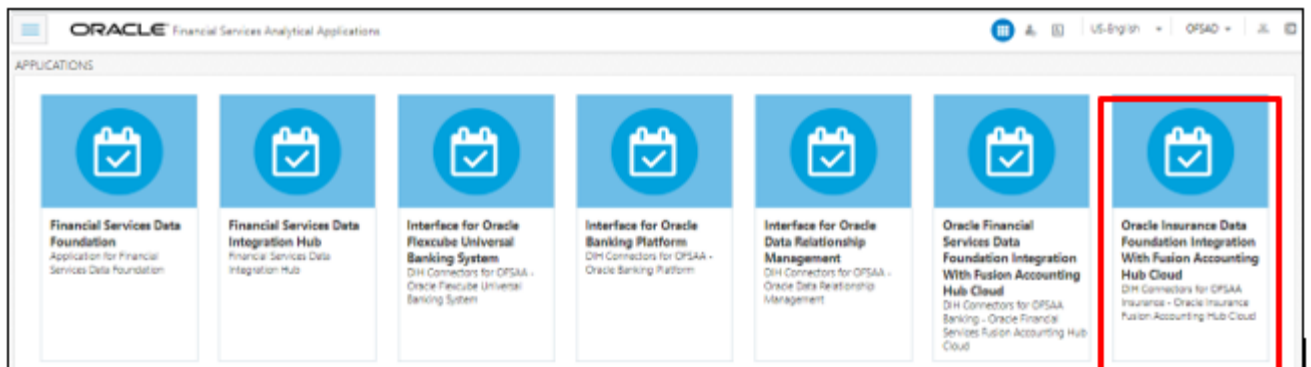 ORACLE Financial Services Analytical Applications
US-English
OFSAD
APPLICATIONS
Financial Services Data
Foundation
Application for Financial
Services Data Foundation
Financial Services Data
Integration Hub
Financial Services Data
Integration Hub
Interface for Oracle
Flexcube Universal
Banking System
DIH Connectors for OFSAA -
Oracle Flexcube Universal
Banking System
Interface for Oracle
Banking Platform
DIH Connectors for OFSAA -
Oracle Banking Platform
Interface for Oracle
Data Relationship
Management
DIH Connectors for OFSAA -
Oracle Data Relationship
Management
Oracle Financial
Services Data
Foundation Integration
With Fusion Accounting
Hub Cloud
DIH Connectors for OFSAA
Banking - Oracle Financial
Services Fusion Accounting Hub
Cloud
Oracle Insurance Data
Foundation Integration
With Fusion Accounting
Hub Cloud
DIH Connectors for OFSAA
Insurance - Oracle Insurance
Fusion Accounting Hub Cloud